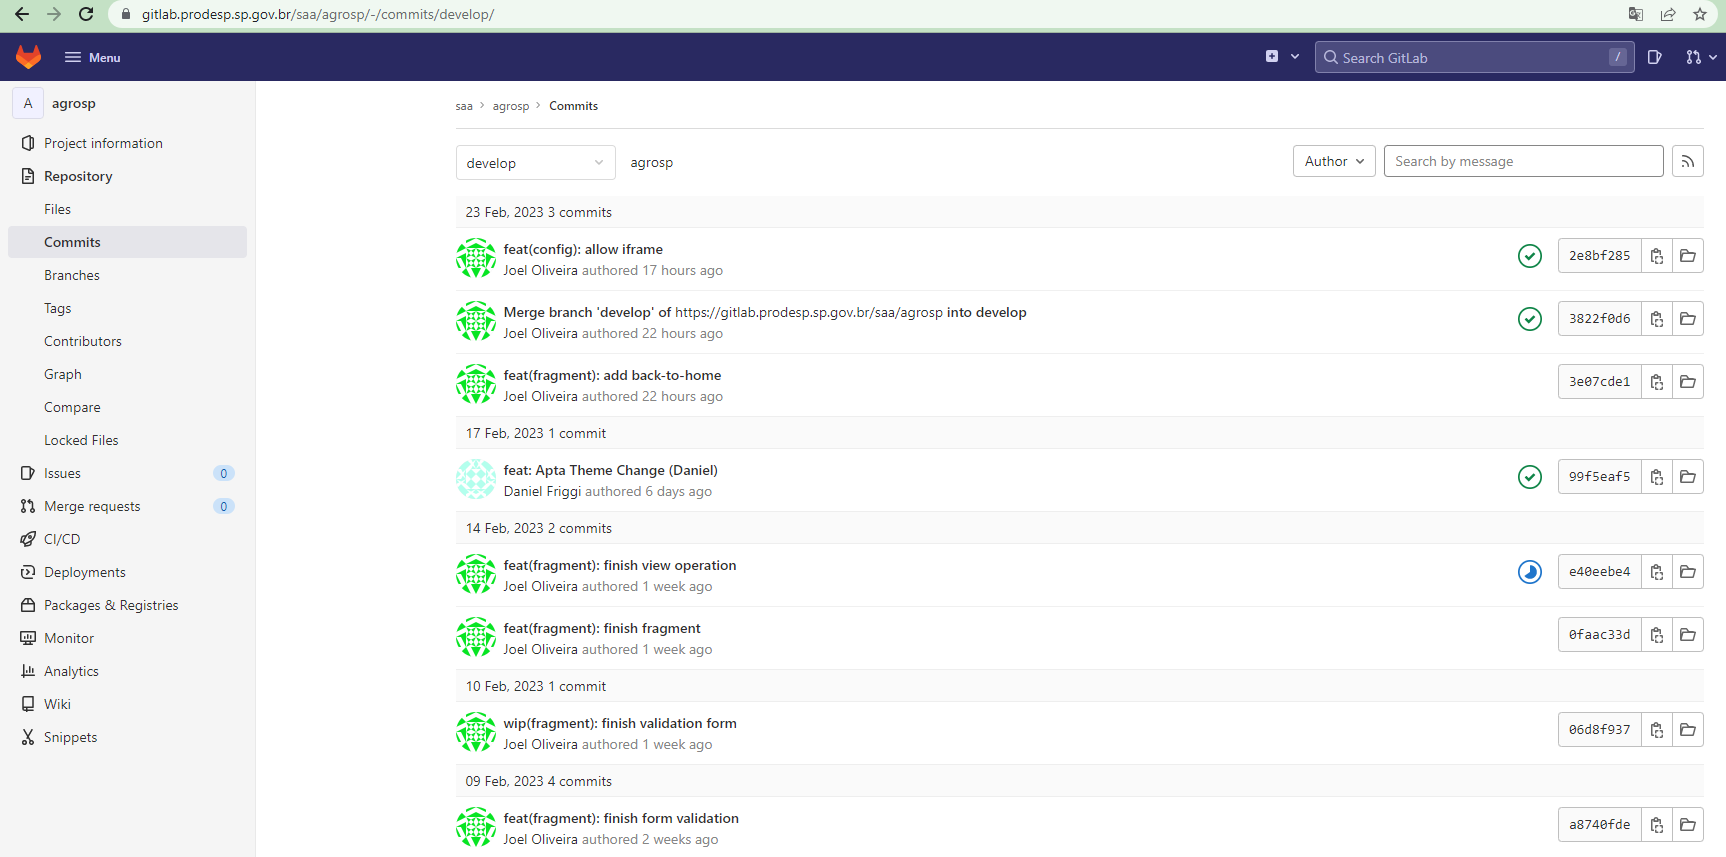 gitlab.prodesp.sp.gov.br/saa/agrosp/-/commits/develop/
Menu
Search GitLab
/
A agrosp
Project information
Repository
Files
Commits
Branches
Tags
Contributors
Graph
Compare
Locked Files
Issues 0
Merge requests 0
CI/CD
Deployments
Packages & Registries
Monitor
Analytics
Wiki
Snippets
saa › agrosp › Commits
develop agrosp Author Search by message
23 Feb, 2023 3 commits
feat(config): allow iframe
Joel Oliveira authored 17 hours ago
2e8bf285
Merge branch 'develop' of https://gitlab.prodesp.sp.gov.br/saa/agrosp into develop
Joel Oliveira authored 22 hours ago
3822f0d6
feat(fragment): add back-to-home
Joel Oliveira authored 22 hours ago
3e07cde1
17 Feb, 2023 1 commit
feat: Apta Theme Change (Daniel)
Daniel Friggi authored 6 days ago
99f5eaf5
14 Feb, 2023 2 commits
feat(fragment): finish view operation
Joel Oliveira authored 1 week ago
e40eebe4
feat(fragment): finish fragment
Joel Oliveira authored 1 week ago
0faac33d
10 Feb, 2023 1 commit
wip(fragment): finish validation form
Joel Oliveira authored 1 week ago
06d8f937
09 Feb, 2023 4 commits
feat(fragment): finish form validation
Joel Oliveira authored 2 weeks ago
a8740fde